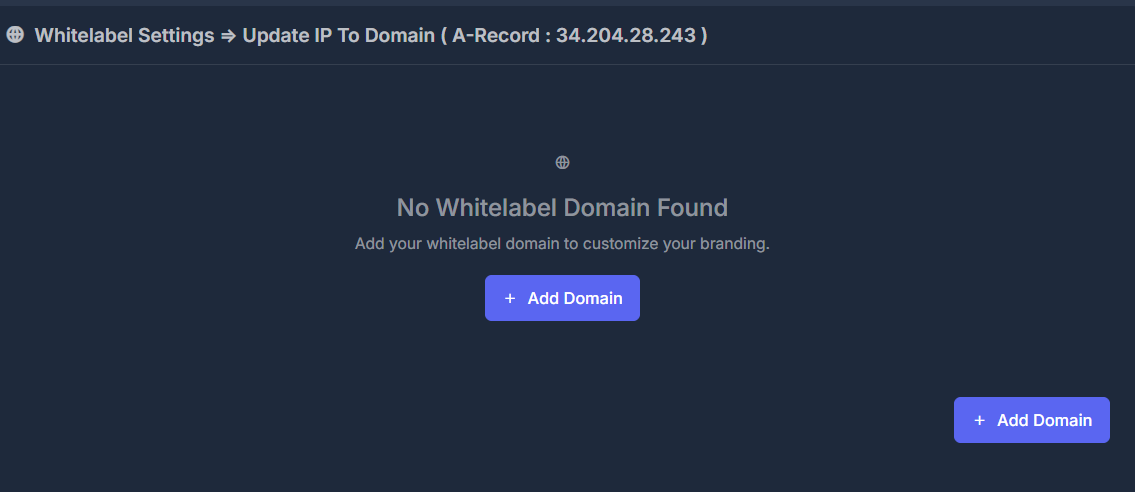 Whitelabel Settings ⇒ Update IP To Domain ( A-Record : 34.204.28.243 )
No Whitelabel Domain Found
Add your whitelabel domain to customize your branding.
+ Add Domain
+ Add Domain